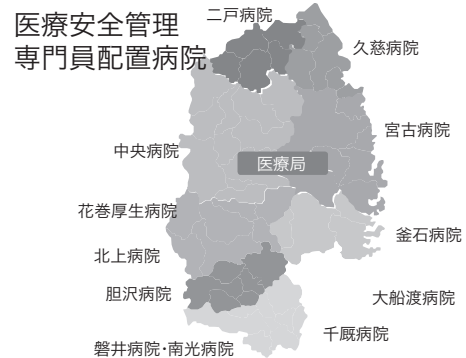 医療安全管理
専門員配置病院
二戸病院
久慈病院
宮古病院
中央病院
医療局
花巻厚生病院
釜石病院
北上病院
胆沢病院
大船渡病院
千厩病院
磐井病院・南光病院